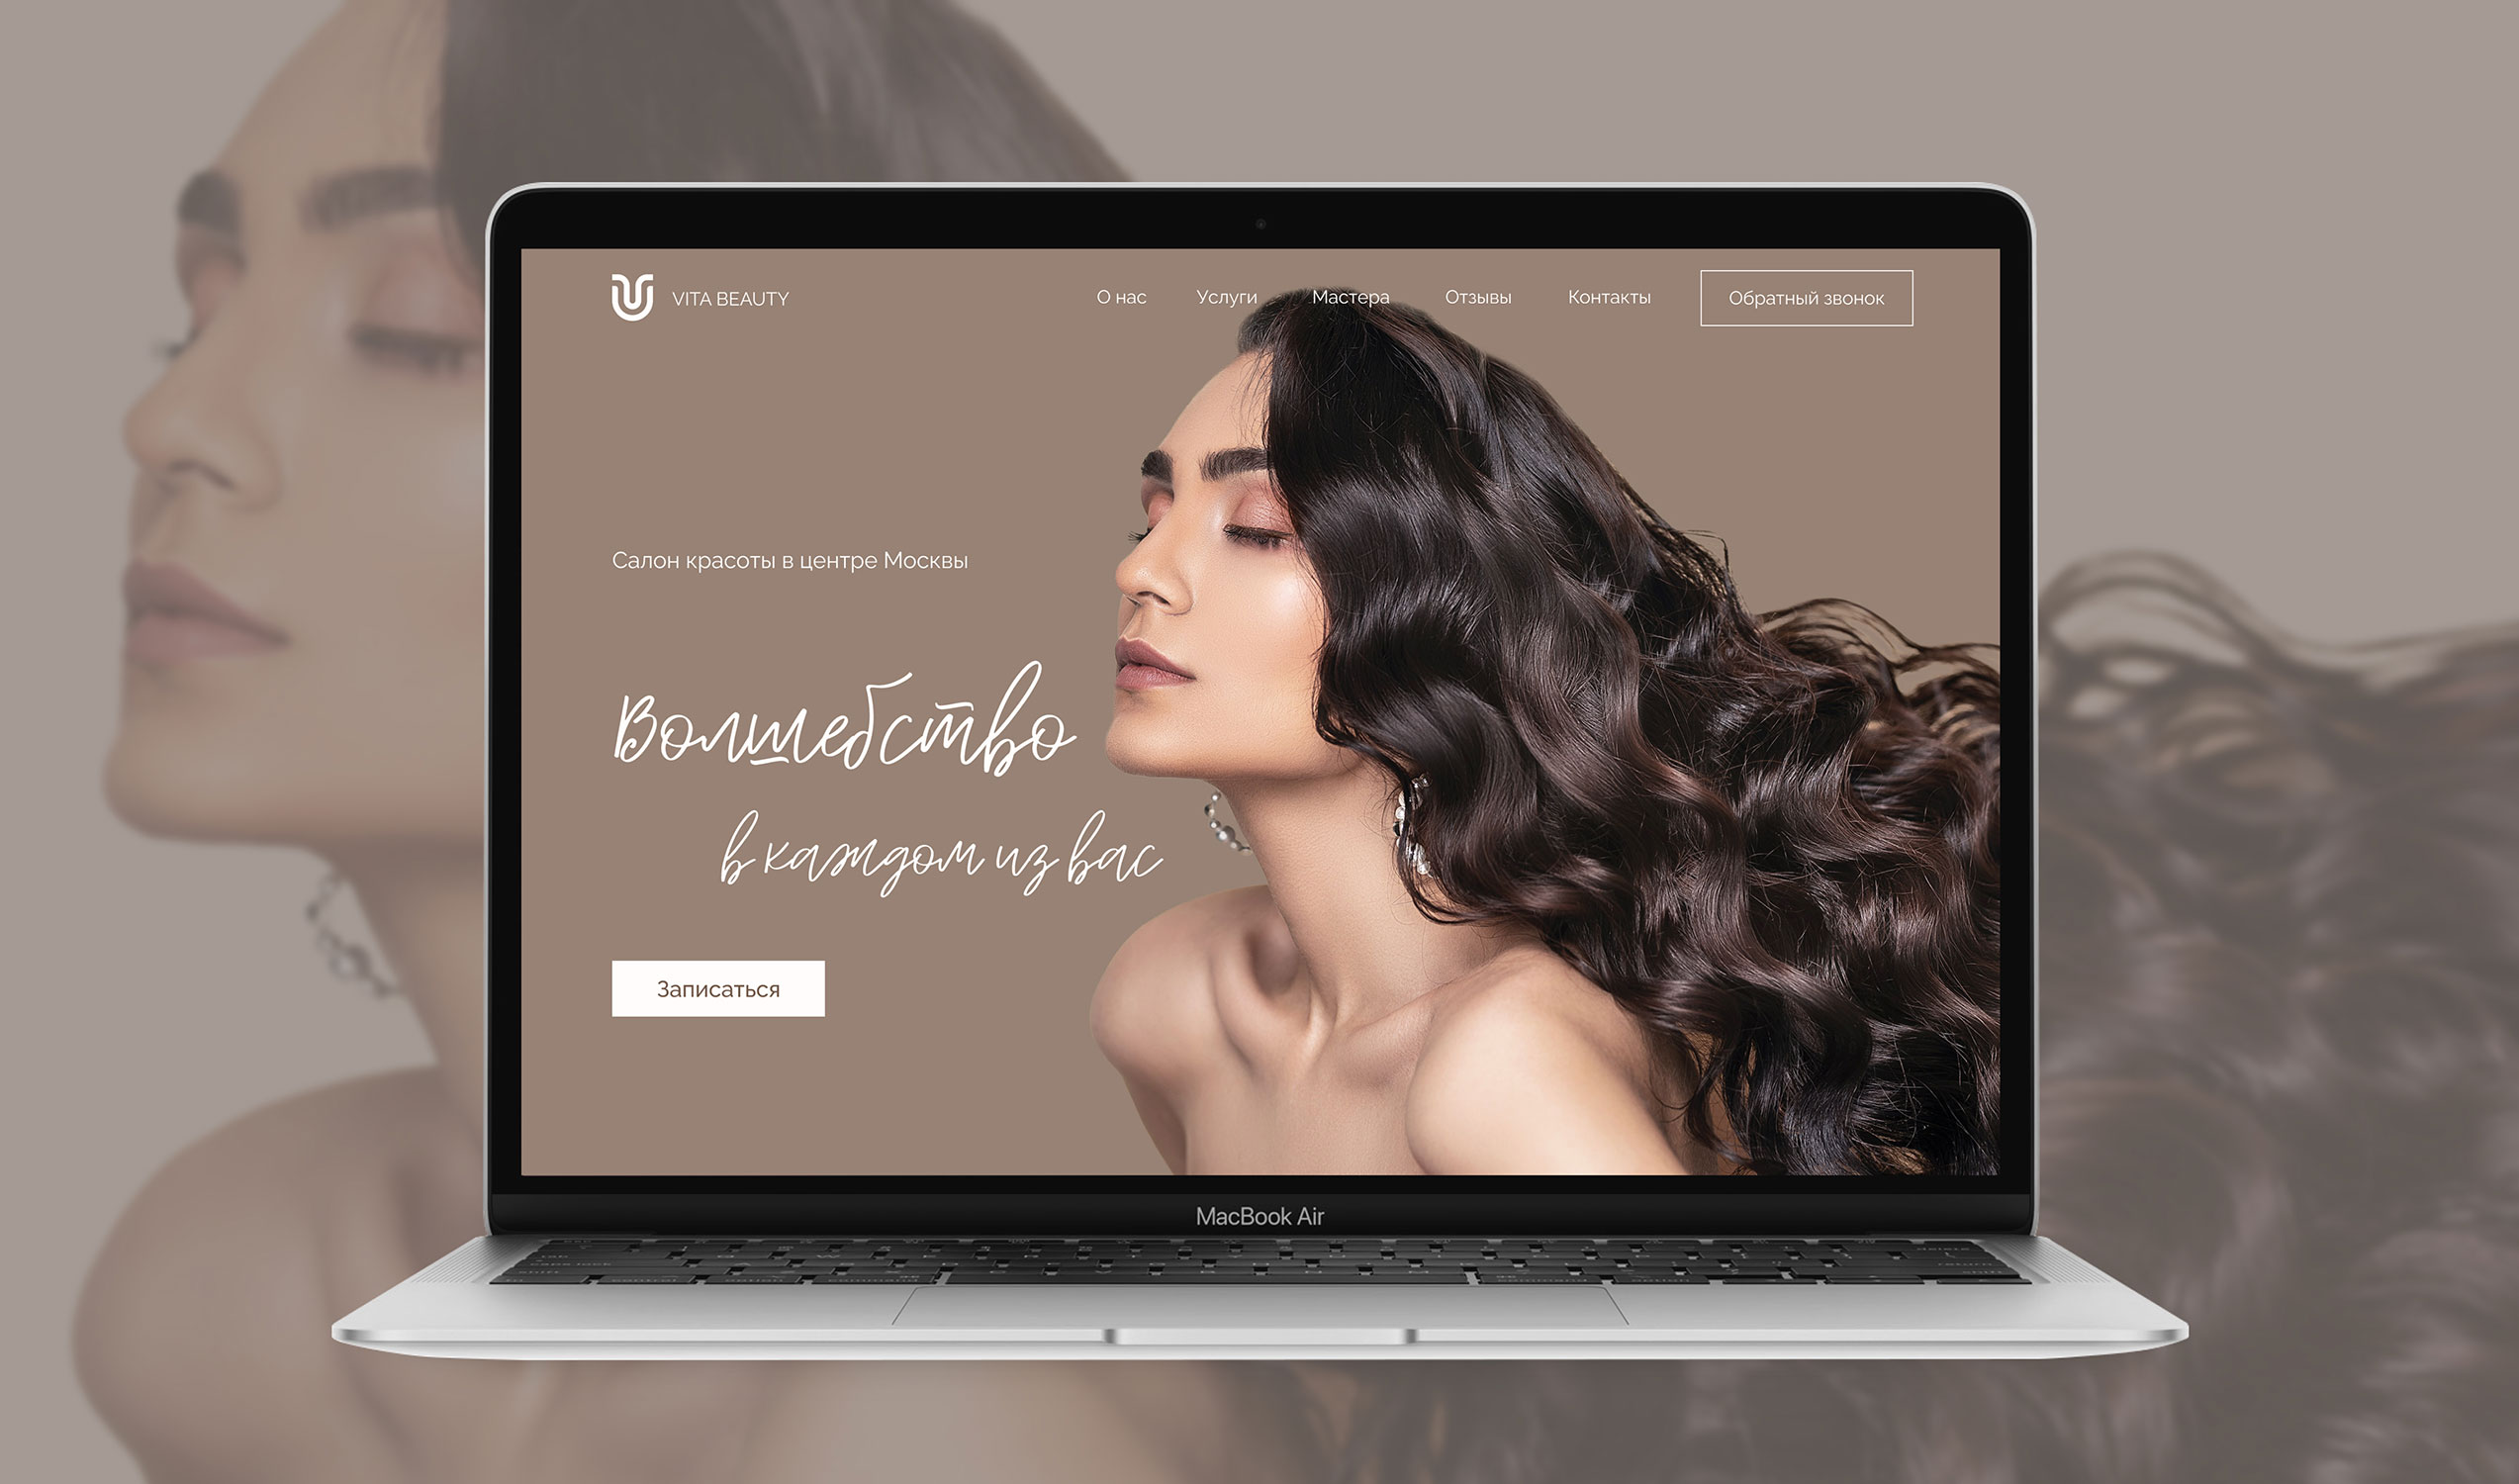 VITA BEAUTY
О нас Услуги Мастера Отзывы Контакты Обратный звонок
Салон красоты в центре Москвы
Волшебство
в каждом из вас
Записаться
MacBook Air